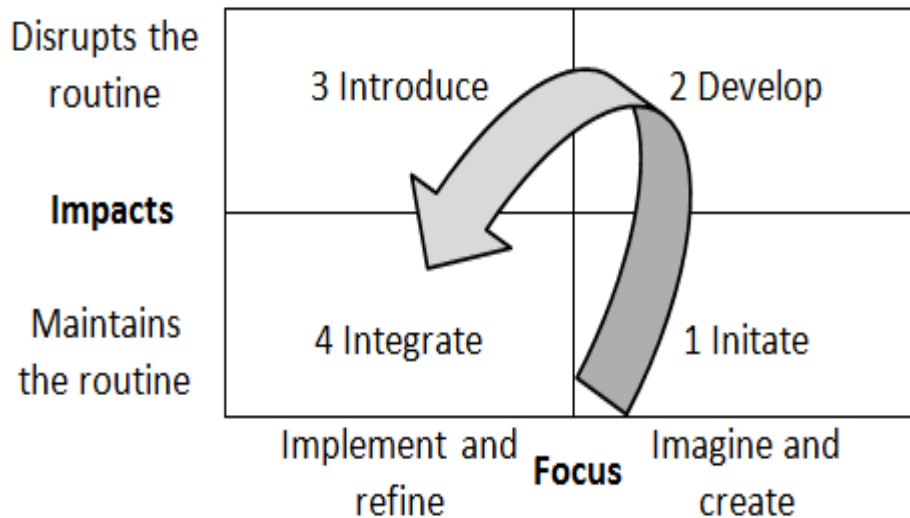 Disrupts the
routine
3 Introduce
2 Develop
Impacts
Maintains
the routine
4 Integrate
1 Initate
Implement and
refine
Focus
Imagine and
create